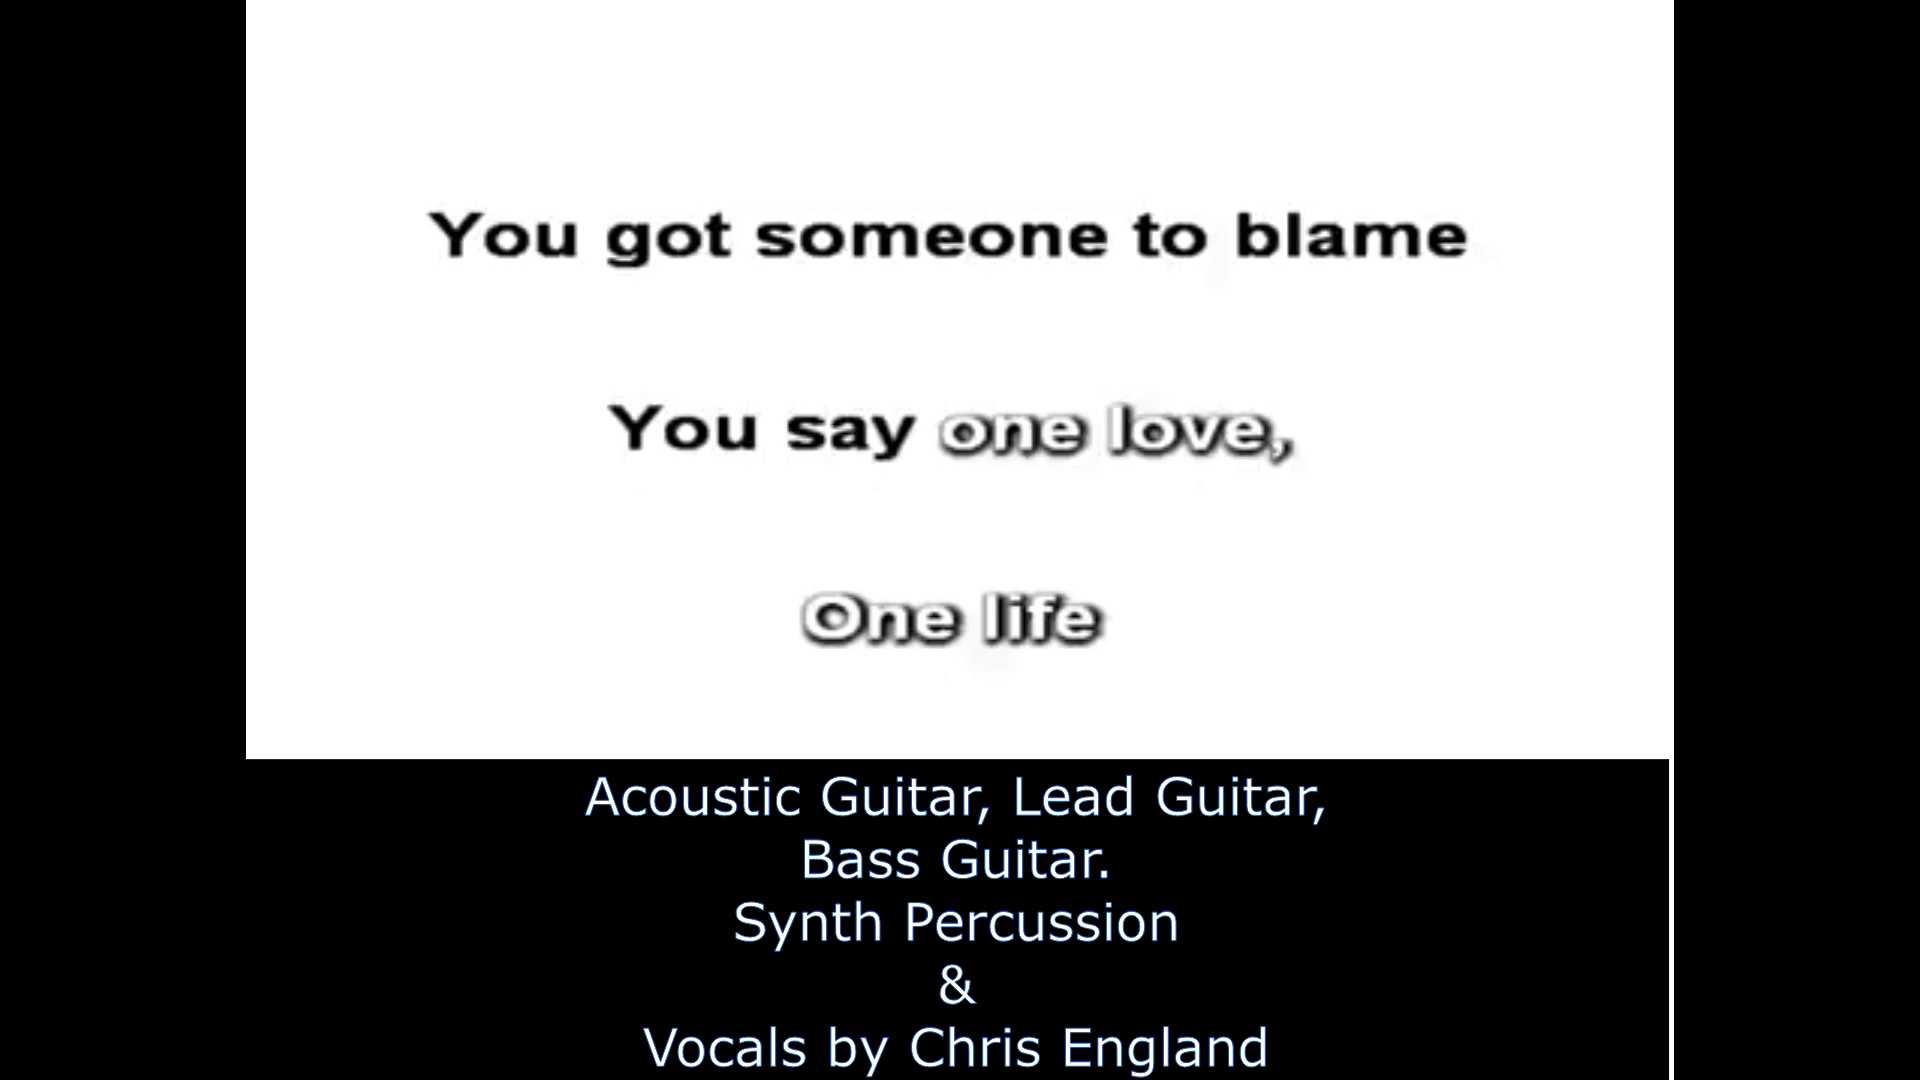 You got someone to blame
You say one love,
One life
Acoustic Guitar, Lead Guitar,
Bass Guitar.
Synth Percussion
&
Vocals by Chris England